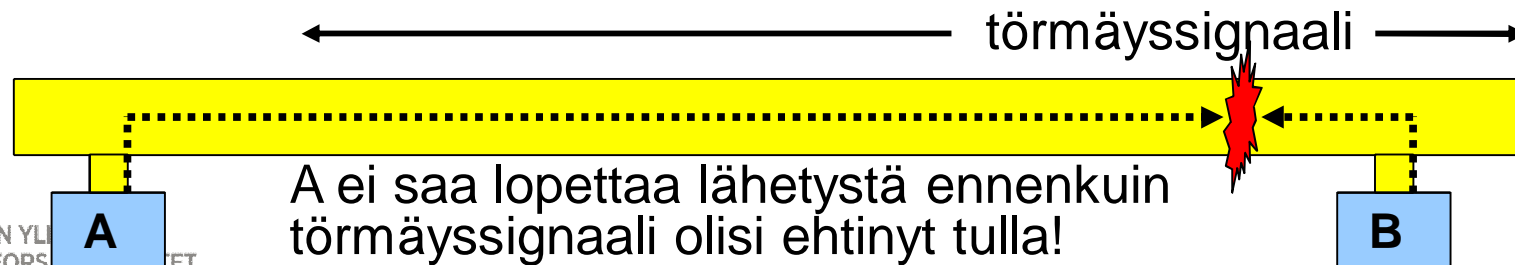 törmäyssignaali
A ei saa lopettaa lähetystä ennenkuin
törmäyssignaali olisi ehtinyt tulla!
A
B